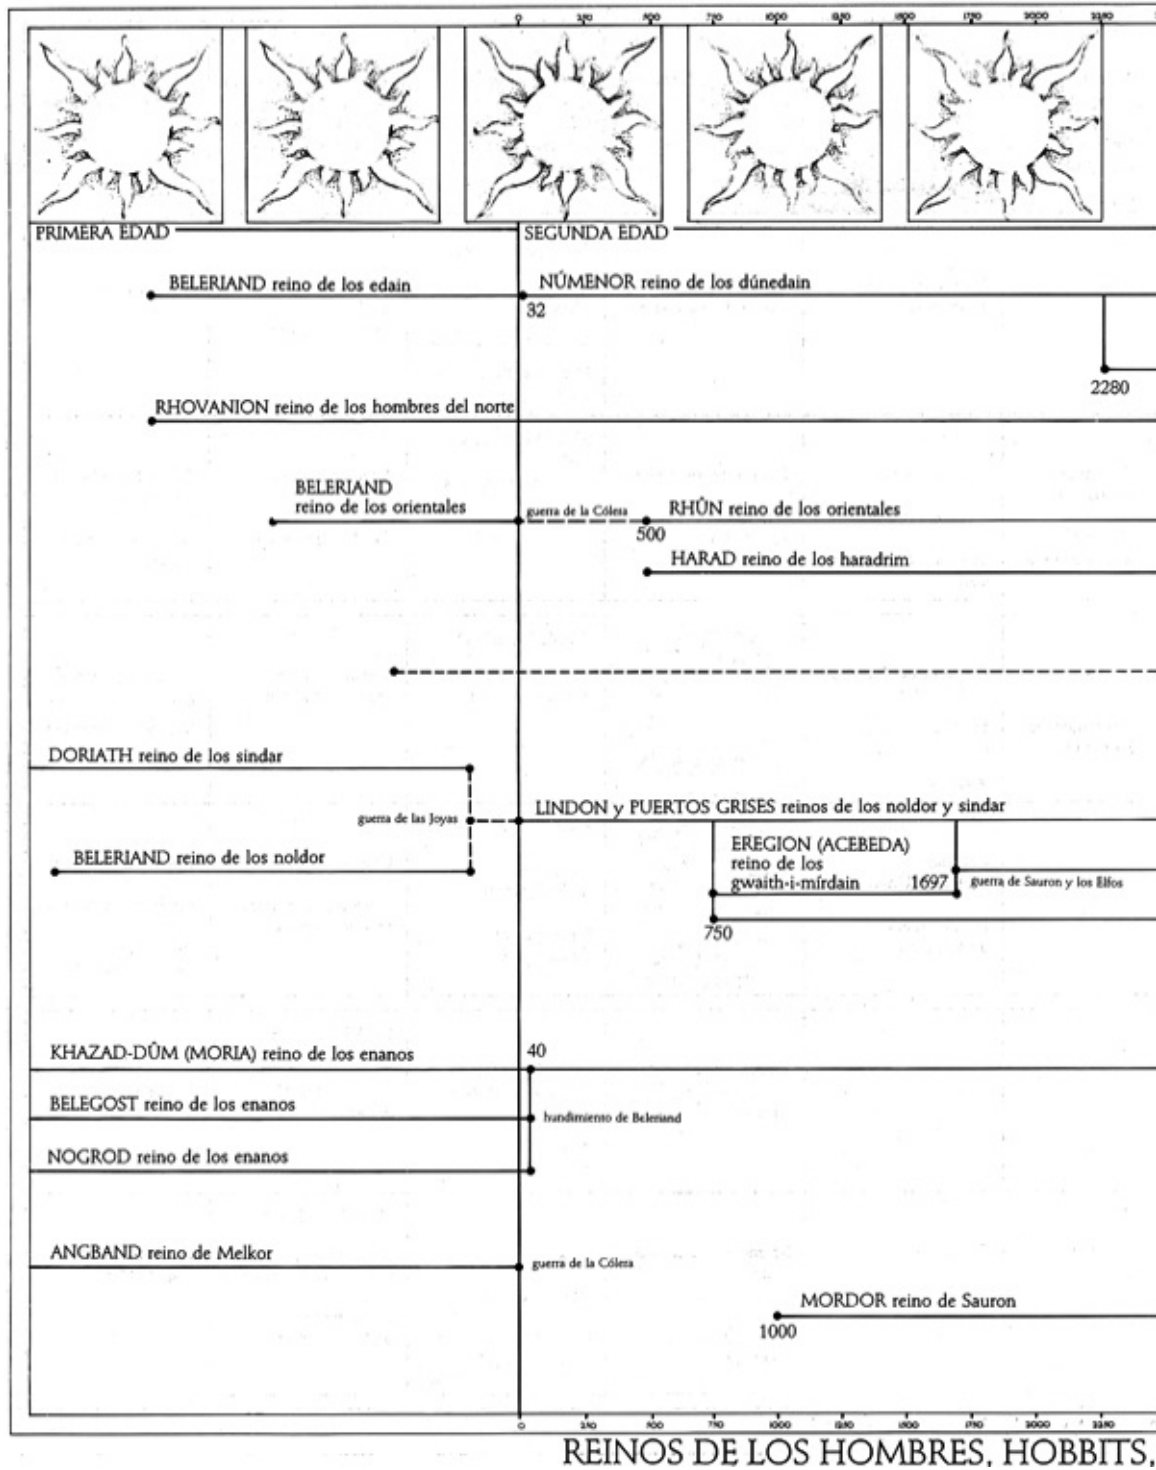 0 250 500 750 1000 1250 1500 1750 2000 2250
PRIMERA EDAD
SEGUNDA EDAD
BELERIAND reino de los edain
NÚMENOR reino de los dúnedain
32
2280
RHOVANION reino de los hombres del norte
BELERIAND
reino de los orientales
guerra de la Cólera
RHÛN reino de los orientales
500
HARAD reino de los haradrim
DORIATH reino de los sindar
guerra de las Joyas
LINDON y PUERTOS GRISES reinos de los noldor y sindar
BELERIAND reino de los noldor
EREGION (ACEBEDA)
reino de los
gwaith-i-mírdain
1697
guerra de Sauron y los Elfos
750
KHAZAD-DÛM (MORIA) reino de los enanos
40
BELEGOST reino de los enanos
hundimiento de Beleriand
NOGROD reino de los enanos
ANGBAND reino de Melkor
guerra de la Cólera
MORDOR reino de Sauron
1000
0 250 500 750 1000 1250 1500 1750 2000 2250
REINOS DE LOS HOMBRES, HOBBITS,